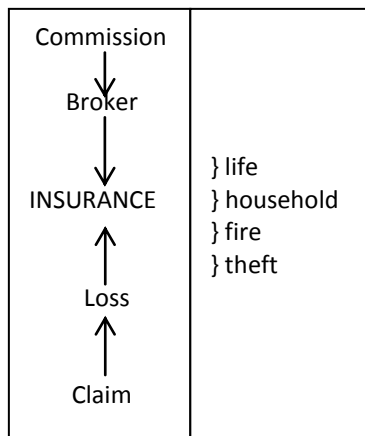 Commission
Broker
INSURANCE
Loss
Claim
} life
} household
} fire
} theft